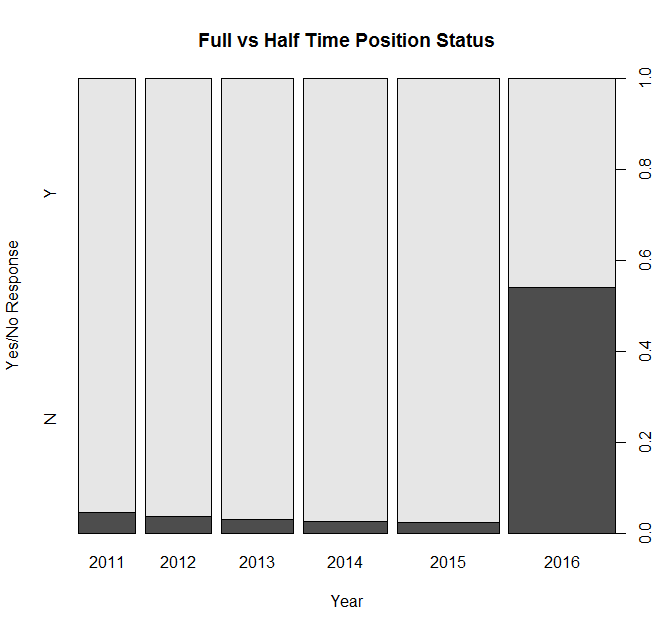 Full vs Half Time Position Status
Yes/No Response
Y
N
1.0
0.8
0.6
0.4
0.2
0.0
2011 2012 2013 2014 2015 2016
Year